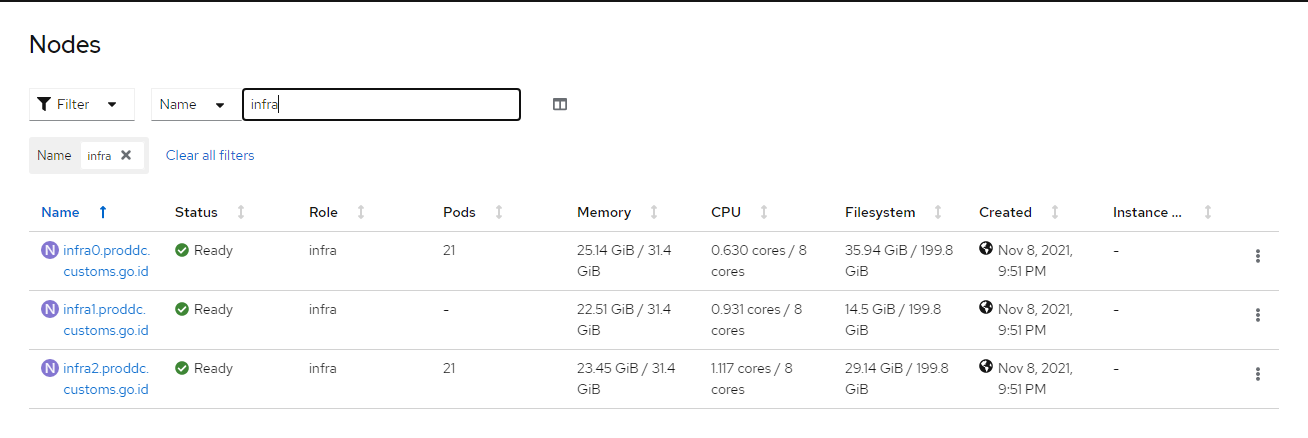 Nodes
Filter Name infra
Name infra Clear all filters
Name Status Role Pods Memory CPU Filesystem Created Instance ...
N infra0.proddc. Ready infra 21 25.14 GiB / 31.4 0.630 cores / 8 35.94 GiB / 199.8 Nov 8, 2021, -
customs.go.id GiB cores GiB 9:51 PM
N infra1.proddc. Ready infra - 22.51 GiB / 31.4 0.931 cores / 8 14.5 GiB / 199.8 Nov 8, 2021, -
customs.go.id GiB cores GiB 9:51 PM
N infra2.proddc. Ready infra 21 23.45 GiB / 31.4 1.117 cores / 8 29.14 GiB / 199.8 Nov 8, 2021, -
customs.go.id GiB cores GiB 9:51 PM